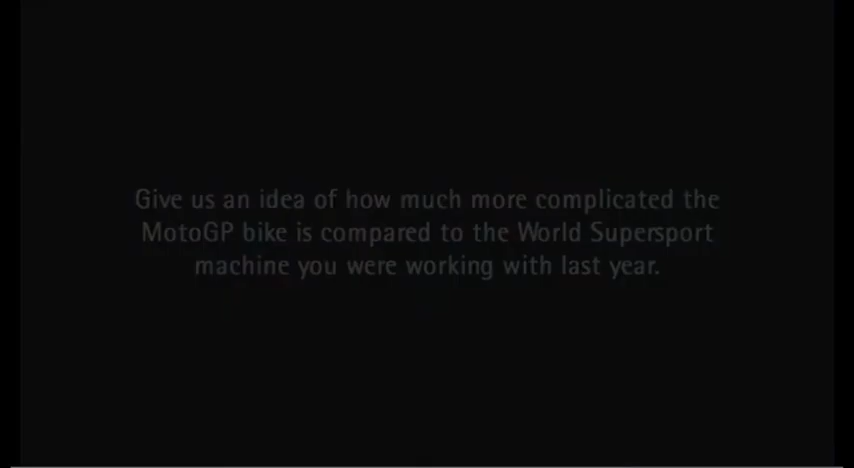 Give us an idea of how much more complicated the
MotoGP bike is compared to the World Supersport
machine you were working with last year.